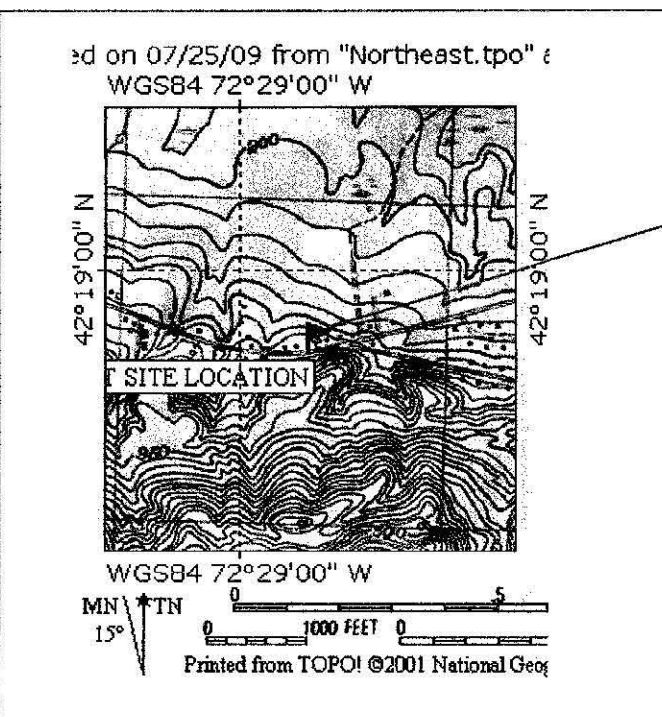 ed on 07/25/09 from "Northeast.tpo"
WGS84 72°29'00" W
42°19'00" N
42°19'00" N
200
T SITE LOCATION
WGS84 72°29'00" W
MN TN
15°
0 .5
0 1000 FEET 0
Printed from TOPO! ©2001 National Geog